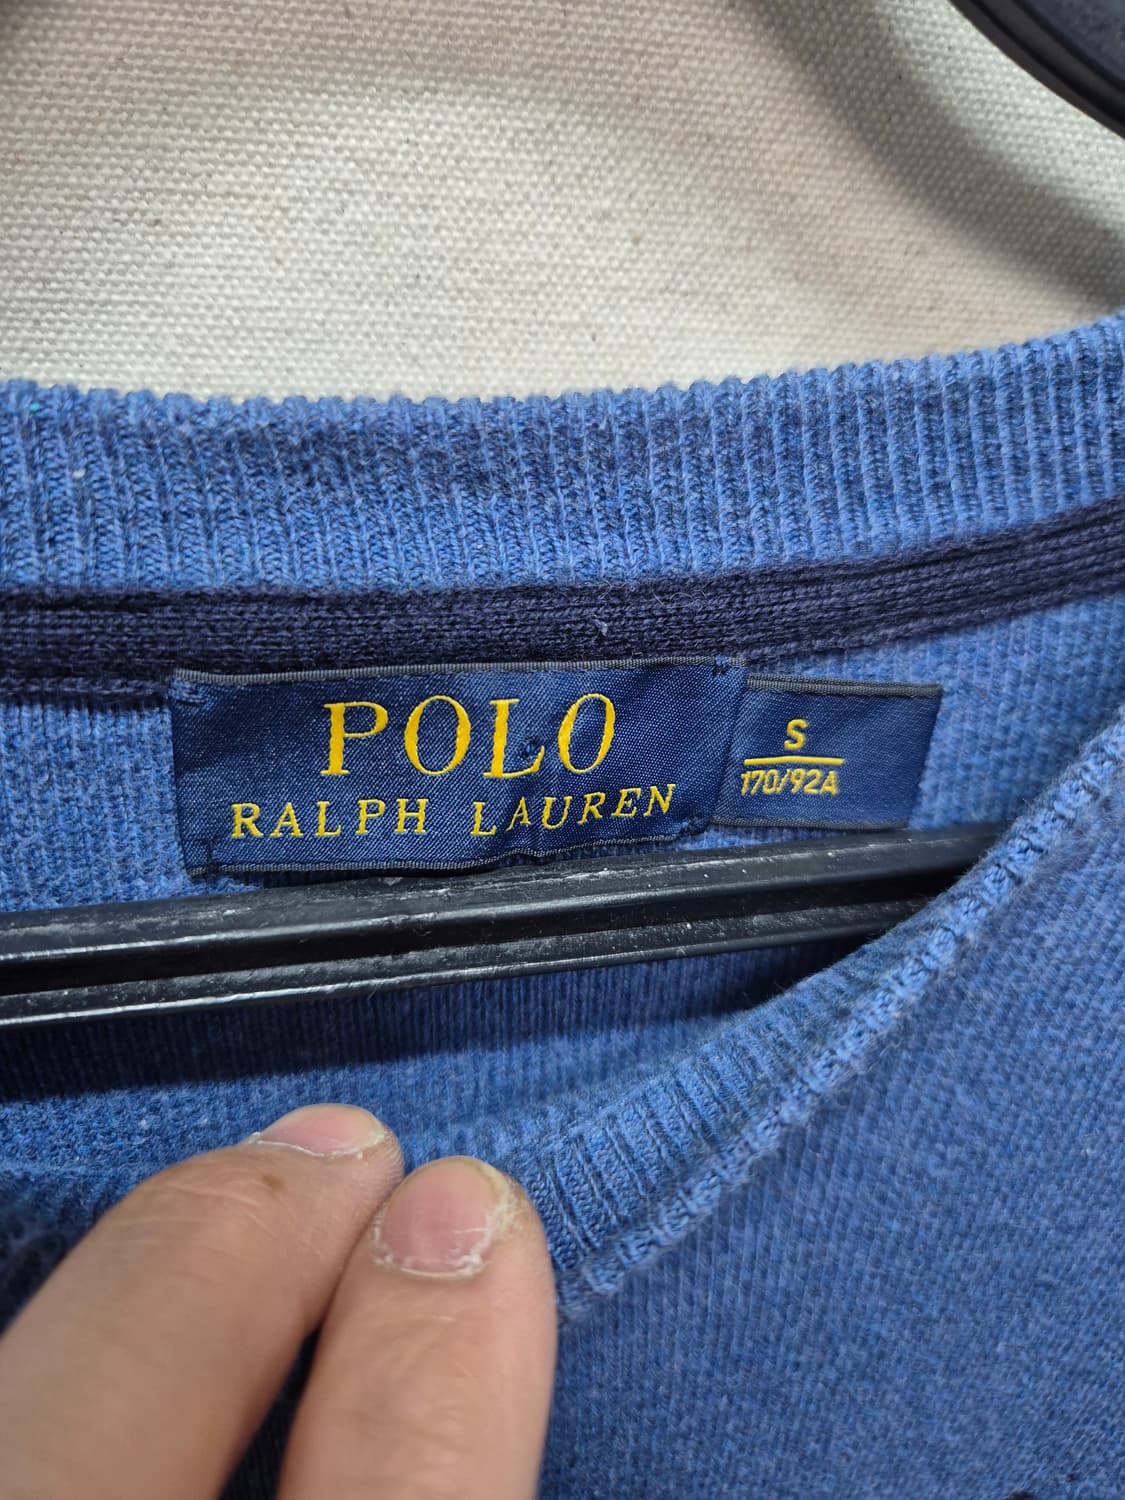 POLO
RALPH LAUREN
S
170/92A